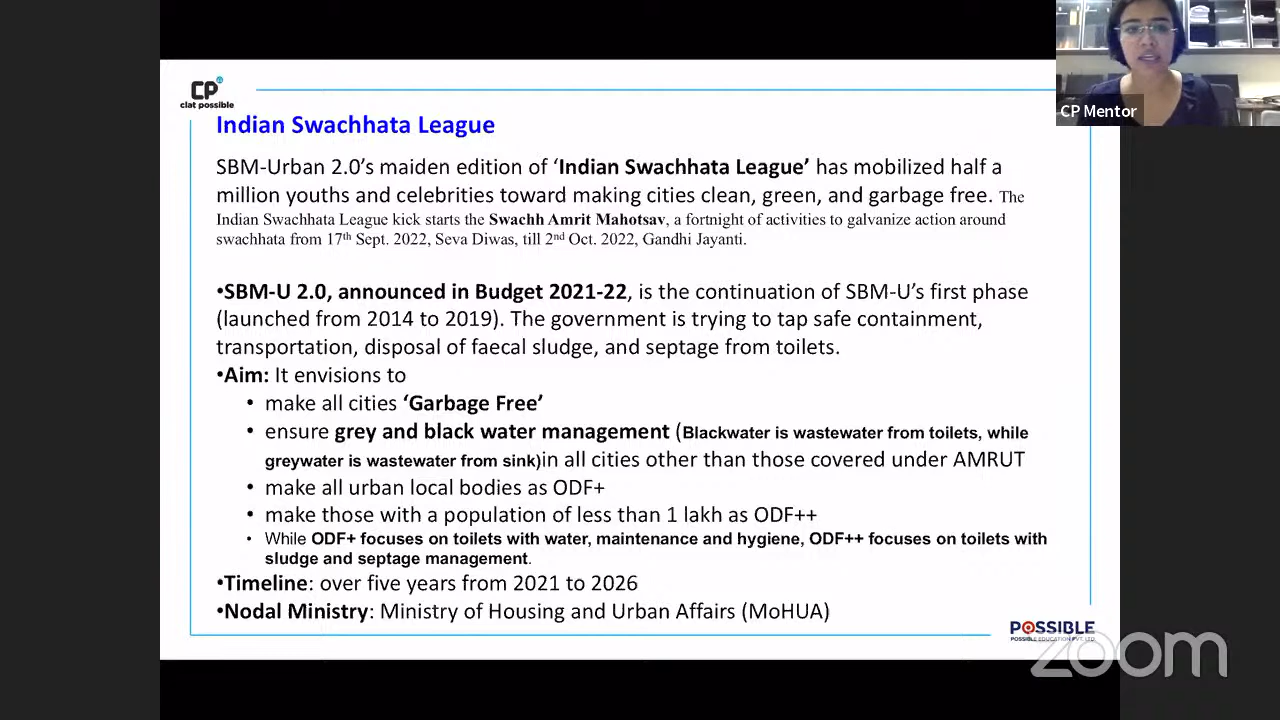 CP
clat possible
CP Mentor
Indian Swachhata League
SBM-Urban 2.0’s maiden edition of ‘Indian Swachhata League’ has mobilized half a
million youths and celebrities toward making cities clean, green, and garbage free. The
Indian Swachhata League kick starts the Swachh Amrit Mahotsav, a fortnight of activities to galvanize action around
swachhata from 17th Sept. 2022, Seva Diwas, till 2nd Oct. 2022, Gandhi Jayanti.
•SBM-U 2.0, announced in Budget 2021-22, is the continuation of SBM-U’s first phase
(launched from 2014 to 2019). The government is trying to tap safe containment,
transportation, disposal of faecal sludge, and septage from toilets.
•Aim: It envisions to
• make all cities ‘Garbage Free’
• ensure grey and black water management (Blackwater is wastewater from toilets, while
greywater is wastewater from sink)in all cities other than those covered under AMRUT
• make all urban local bodies as ODF+
• make those with a population of less than 1 lakh as ODF++
• While ODF+ focuses on toilets with water, maintenance and hygiene, ODF++ focuses on toilets with
sludge and septage management.
•Timeline: over five years from 2021 to 2026
•Nodal Ministry: Ministry of Housing and Urban Affairs (MoHUA)
POSSIBLE
POSSIBLE EDUCATION PVT. LTD.
zoom